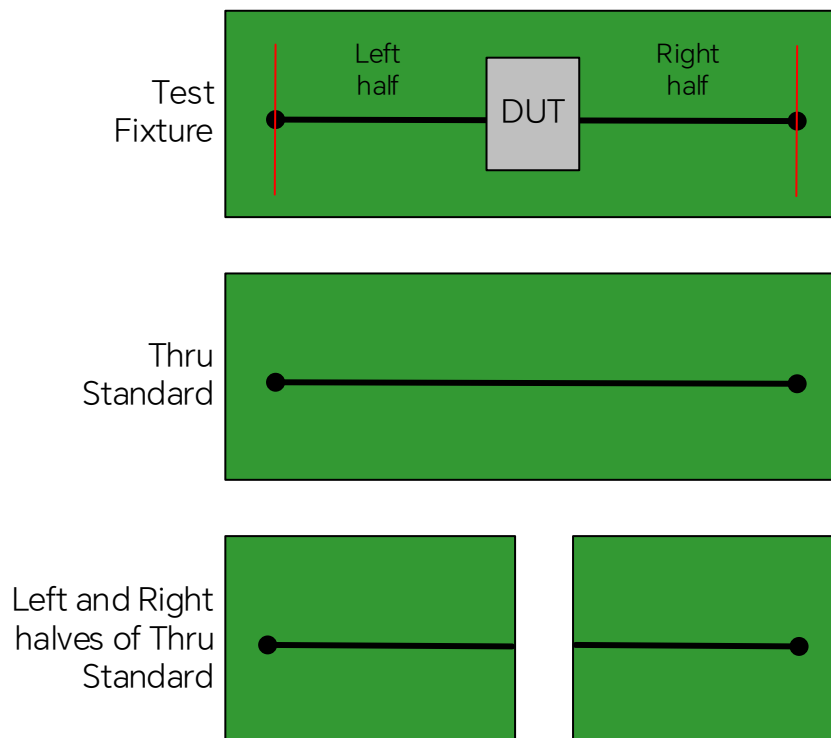 Left
half
Right
half
Test
Fixture
DUT
Thru
Standard
Left and Right
halves of Thru
Standard